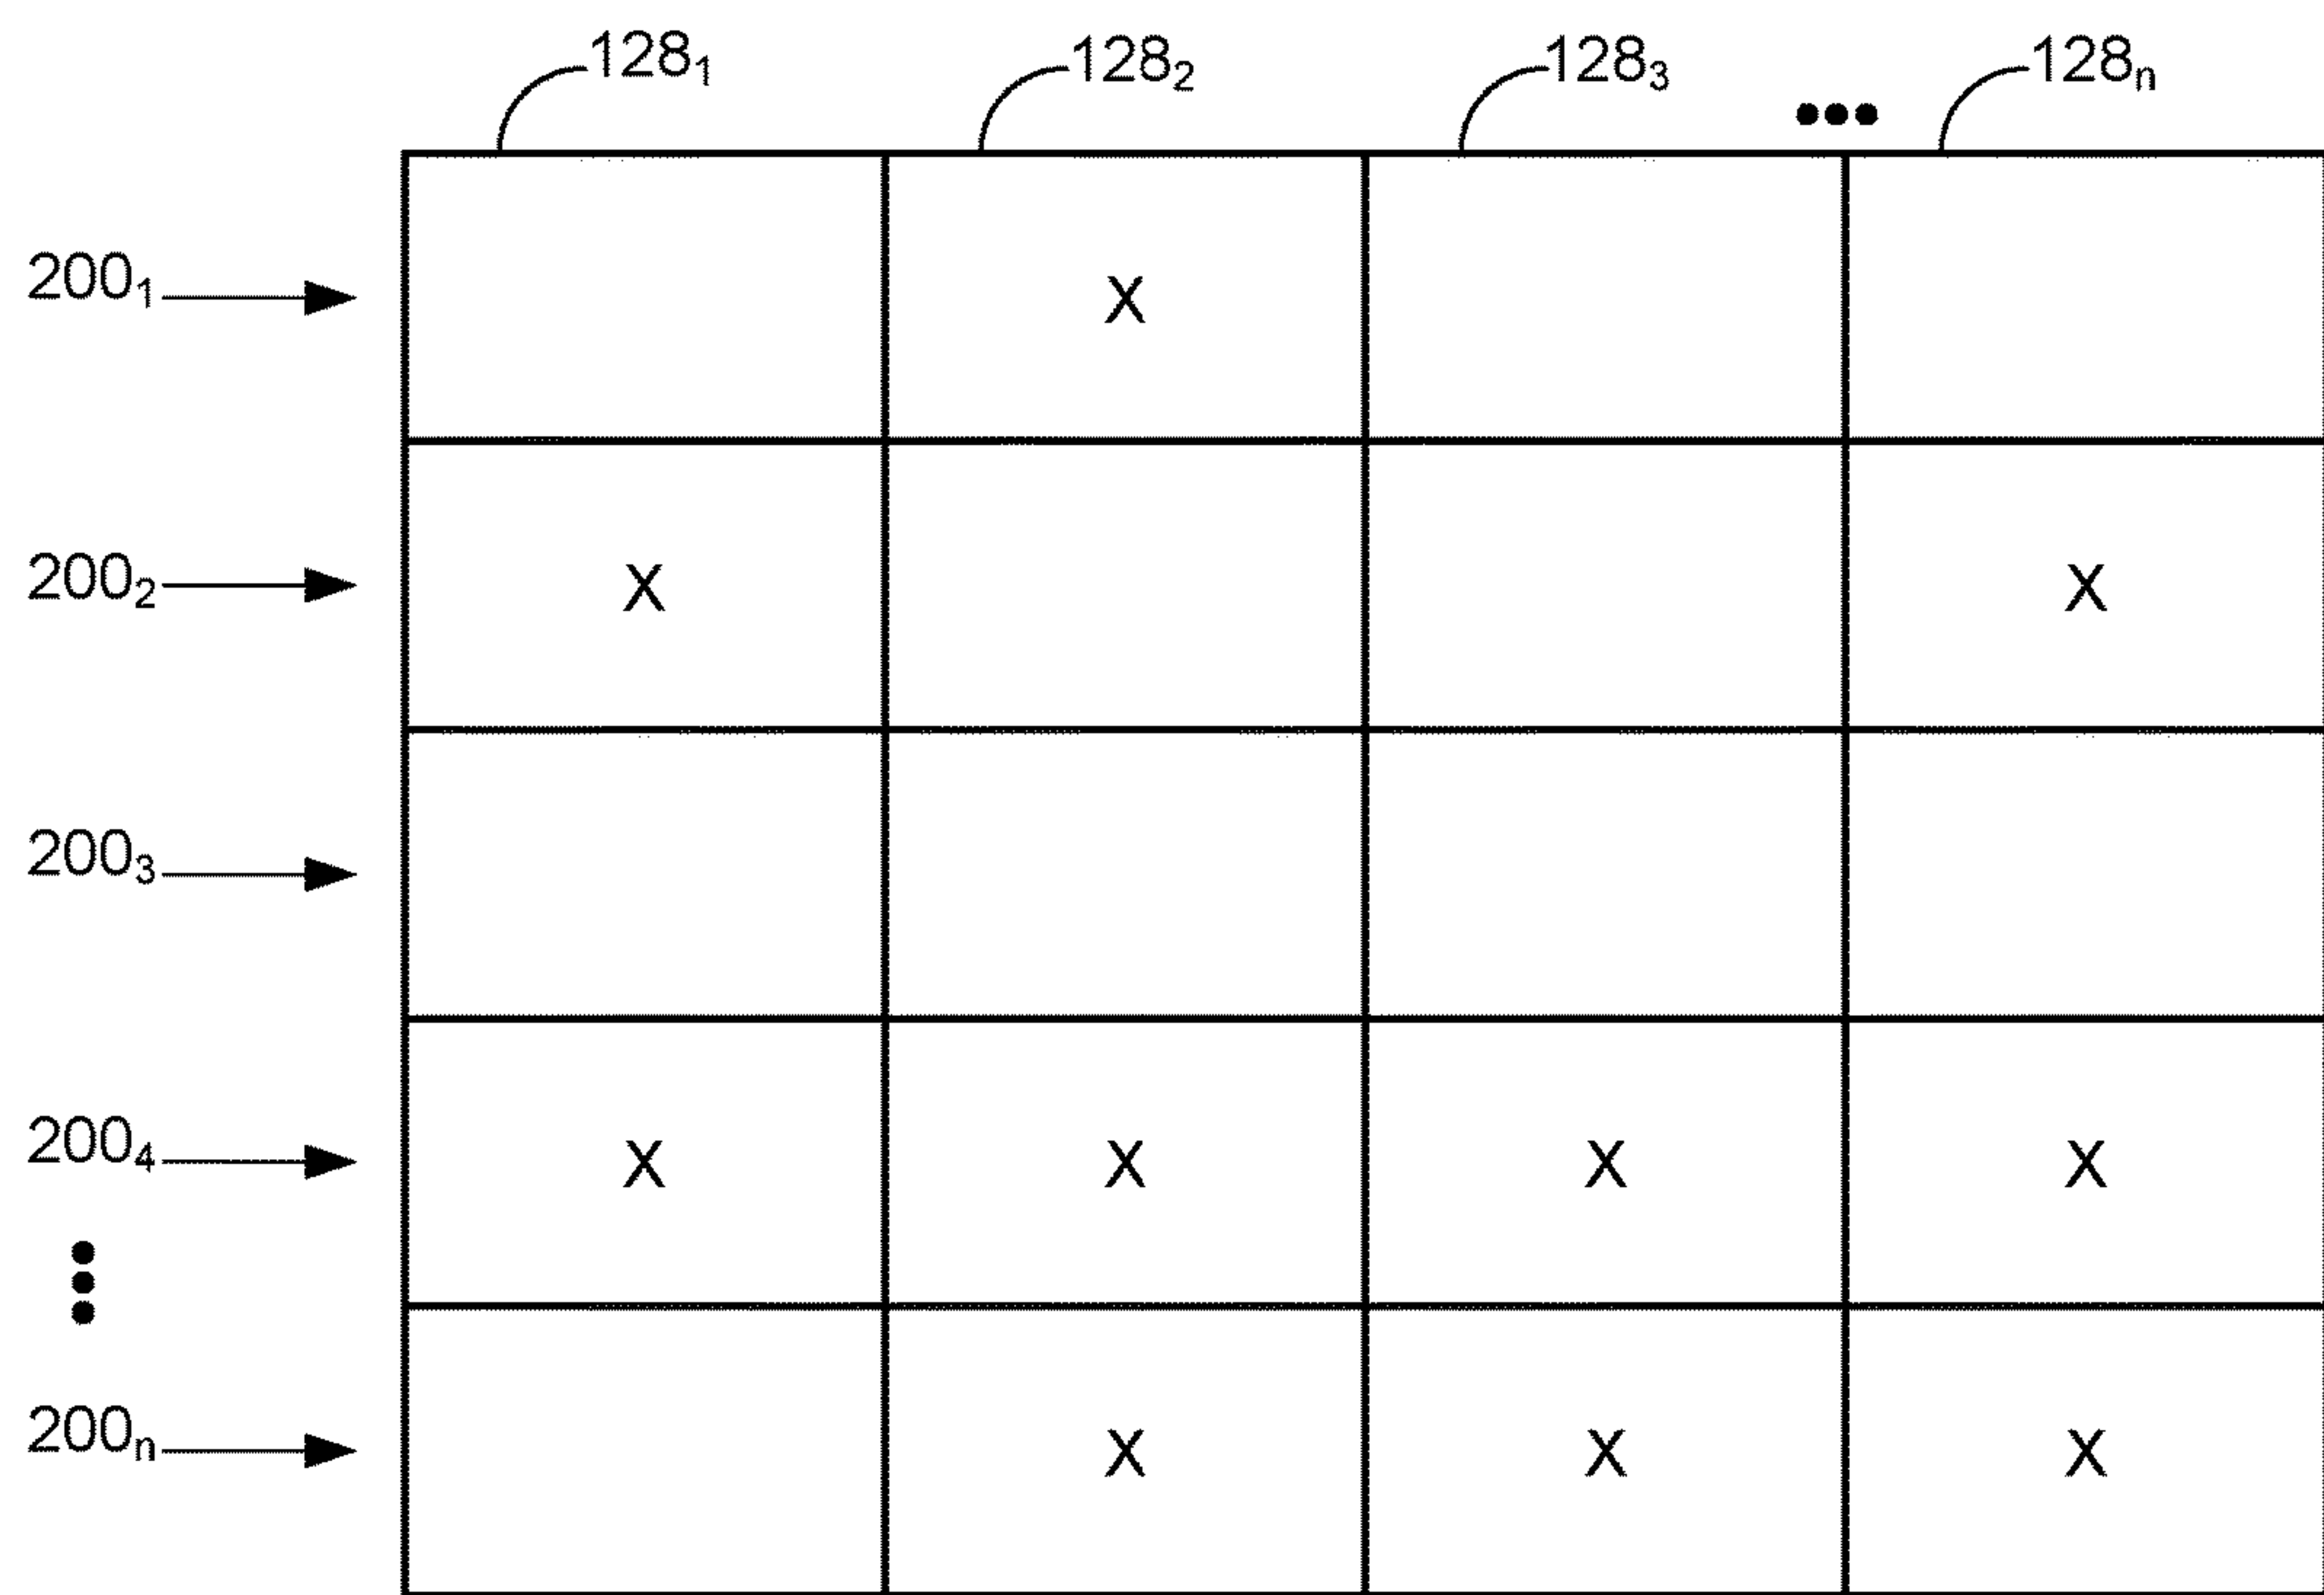 128₁ 128₂ 128₃ ••• 128ₙ
200₁ X
200₂ X X
200₃
200₄ X X X X
200ₙ X X X